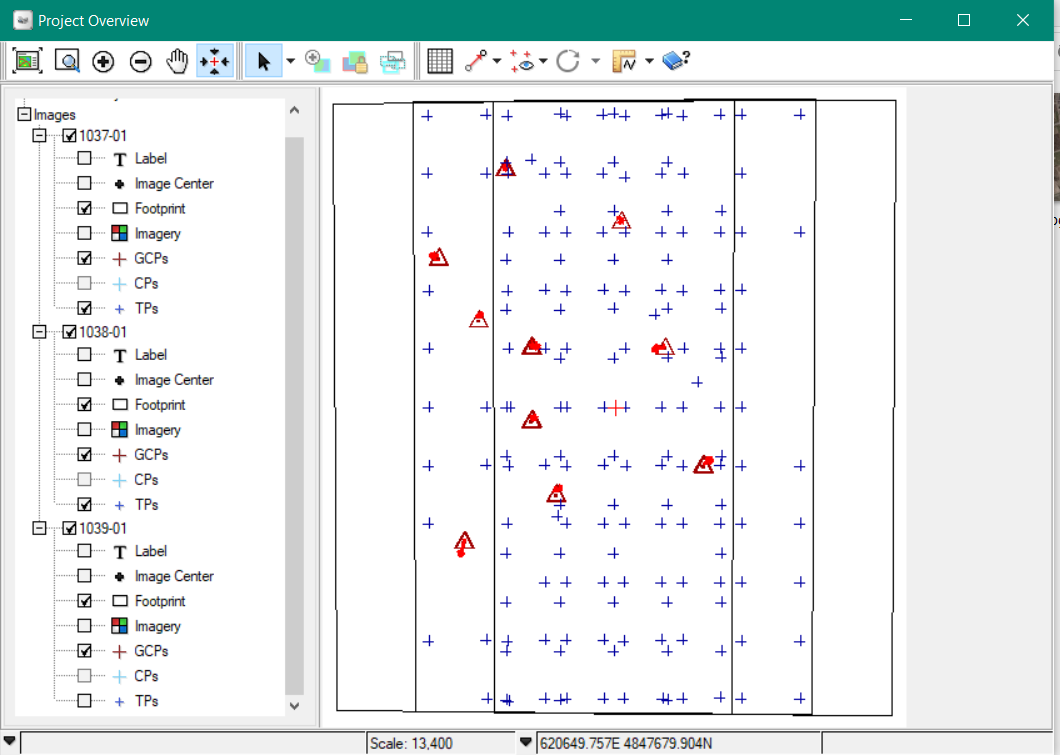 Project Overview
Images
1037-01
T Label
Image Center
Footprint
Imagery
GCPs
CPs
TPs
1038-01
T Label
Image Center
Footprint
Imagery
GCPs
CPs
TPs
1039-01
T Label
Image Center
Footprint
Imagery
GCPs
CPs
TPs
Scale: 13,400
620649.757E 4847679.904N